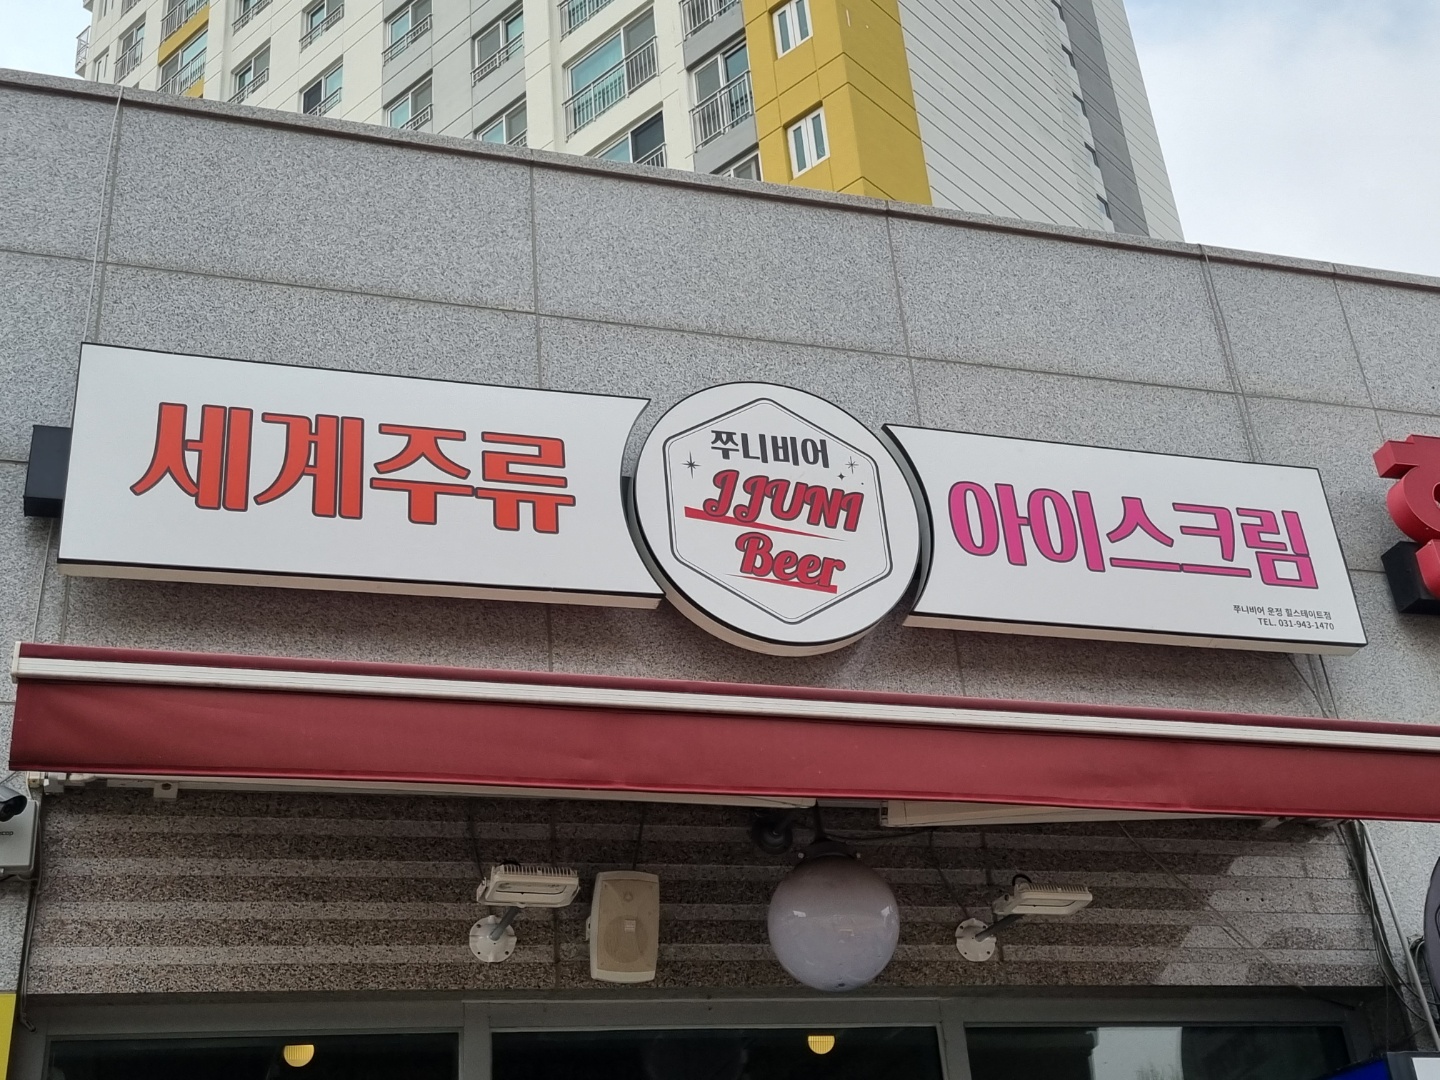 세계주류
쭈니비어
JJUNI
Beer
아이스크림
쭈니비어 운정 힐스테이트점
TEL. 031-943-1470